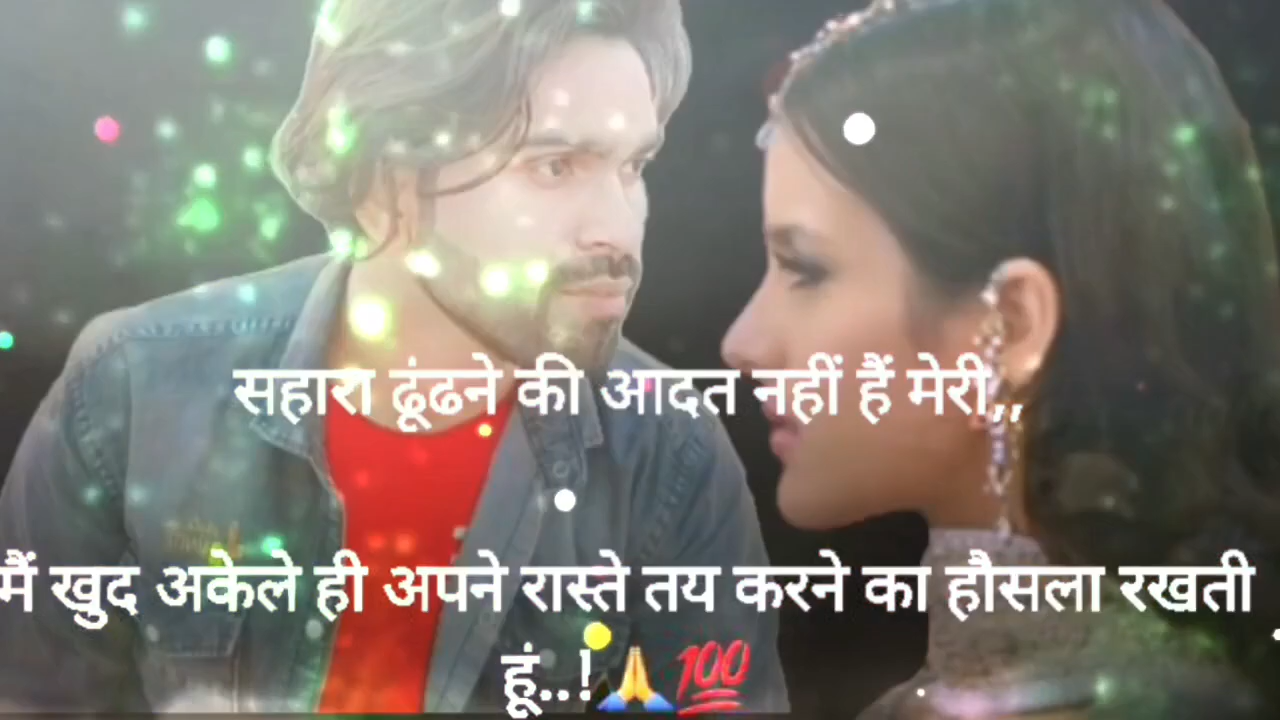 सहारा ढूंढने की आदत नहीं हैं मेरी,,
मैं खुद अकेले ही अपने रास्ते तय करने का हौसला रखती
हूं..!🙏💯